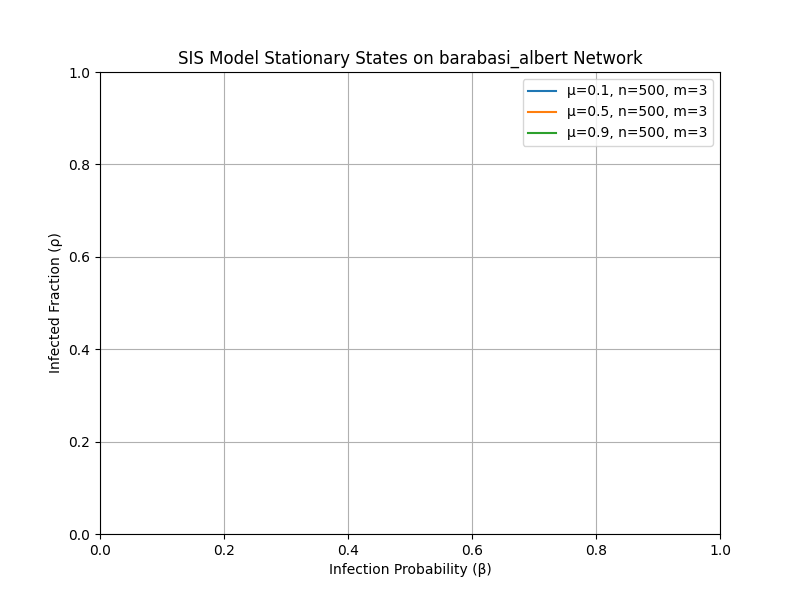 SIS Model Stationary States on barabasi_albert Network
μ=0.1, n=500, m=3
μ=0.5, n=500, m=3
μ=0.9, n=500, m=3
Infected Fraction (ρ)
1.0
0.8
0.6
0.4
0.2
0.0
0.0 0.2 0.4 0.6 0.8 1.0
Infection Probability (β)